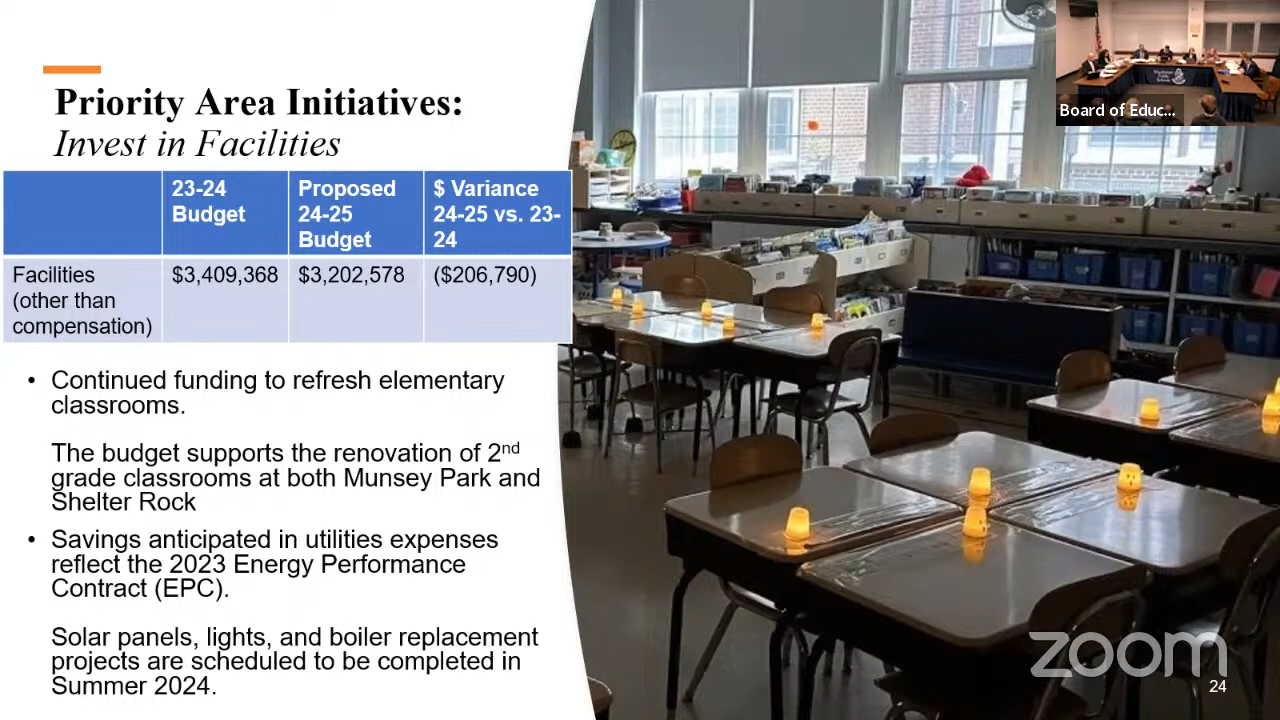 Priority Area Initiatives:
Invest in Facilities
23-24 Budget
Proposed 24-25 Budget
$ Variance 24-25 vs. 23-24
Facilities (other than compensation)
$3,409,368
$3,202,578
($206,790)
• Continued funding to refresh elementary
classrooms.
The budget supports the renovation of 2nd
grade classrooms at both Munsey Park and
Shelter Rock
• Savings anticipated in utilities expenses
reflect the 2023 Energy Performance
Contract (EPC).
Solar panels, lights, and boiler replacement
projects are scheduled to be completed in
Summer 2024.
Board of Educ...
zoom
24